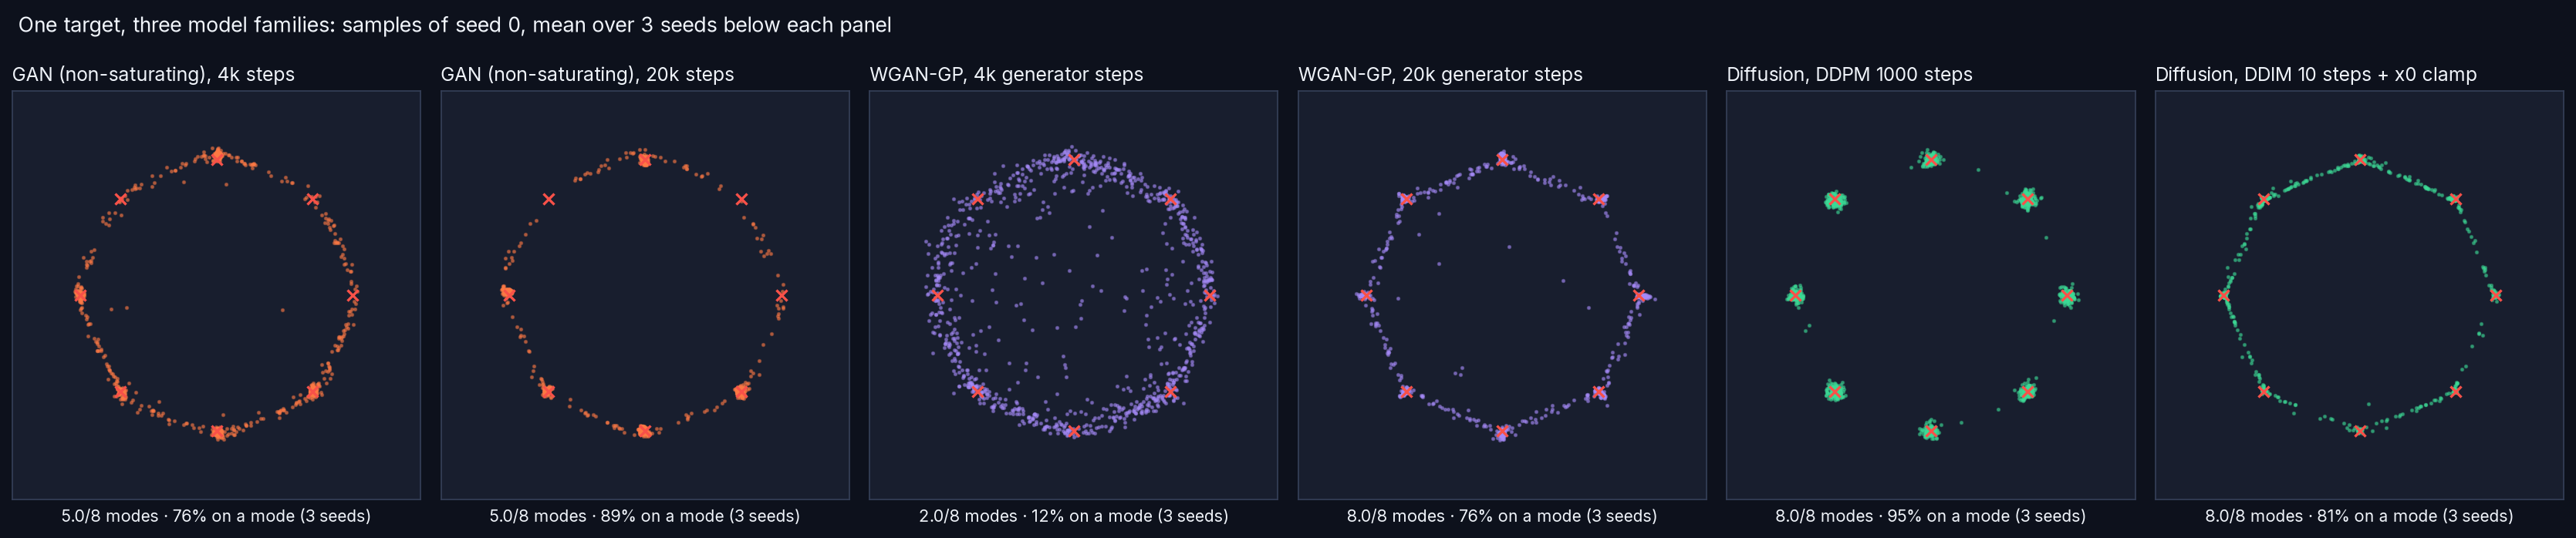 One target, three model families: samples of seed 0, mean over 3 seeds below each panel
GAN (non-saturating), 4k steps
GAN (non-saturating), 20k steps
WGAN-GP, 4k generator steps
WGAN-GP, 20k generator steps
Diffusion, DDPM 1000 steps
Diffusion, DDIM 10 steps + x0 clamp
5.0/8 modes · 76% on a mode (3 seeds)
5.0/8 modes · 89% on a mode (3 seeds)
2.0/8 modes · 12% on a mode (3 seeds)
8.0/8 modes · 76% on a mode (3 seeds)
8.0/8 modes · 95% on a mode (3 seeds)
8.0/8 modes · 81% on a mode (3 seeds)